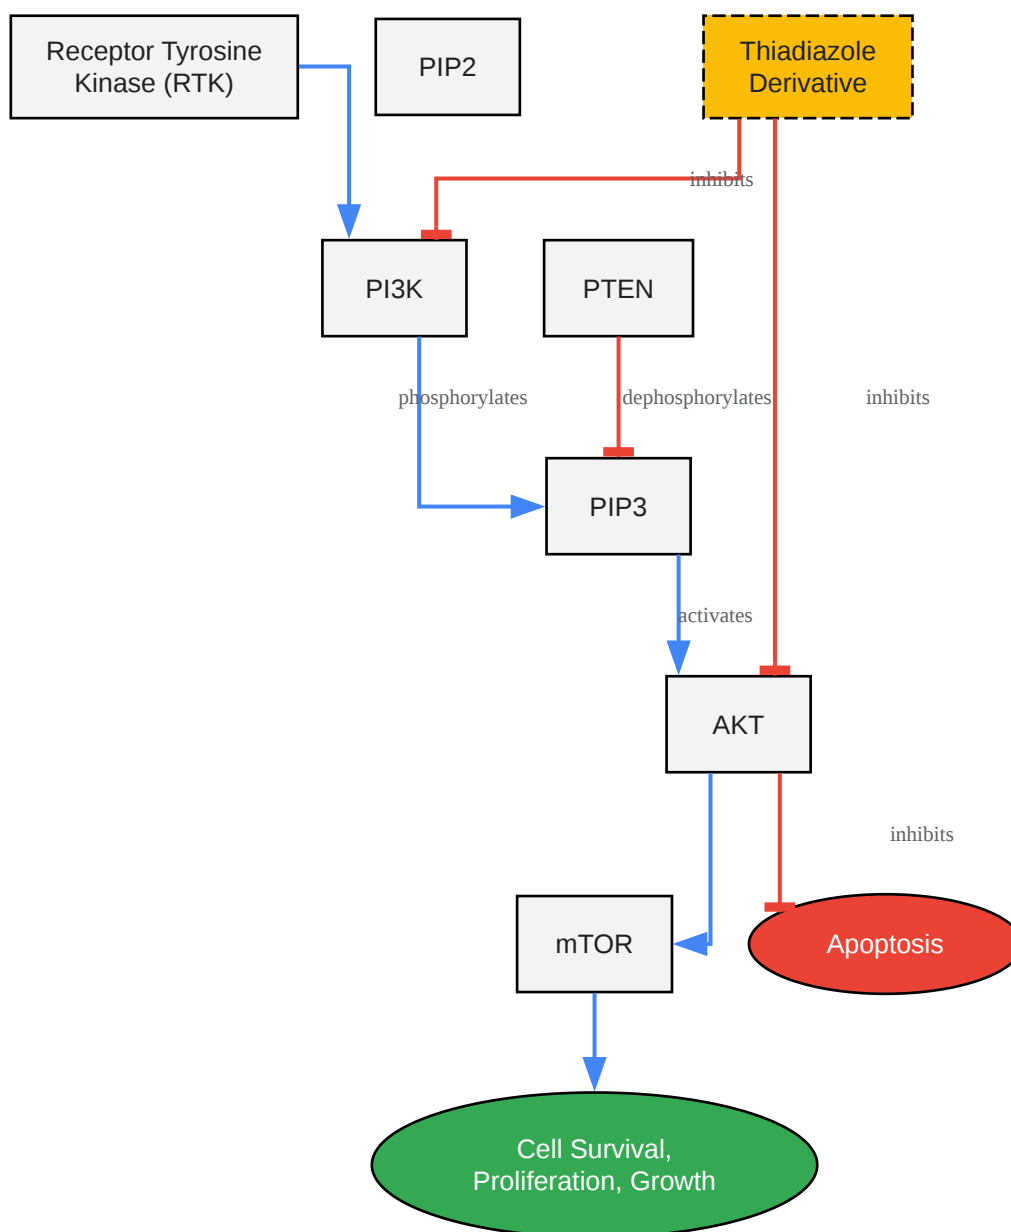 Receptor Tyrosine
Kinase (RTK)
PIP2
Thiadiazole
Derivative
inhibits
PI3K
PTEN
phosphorylates
dephosphorylates
inhibits
PIP3
activates
AKT
inhibits
mTOR
Apoptosis
Cell Survival,
Proliferation, Growth